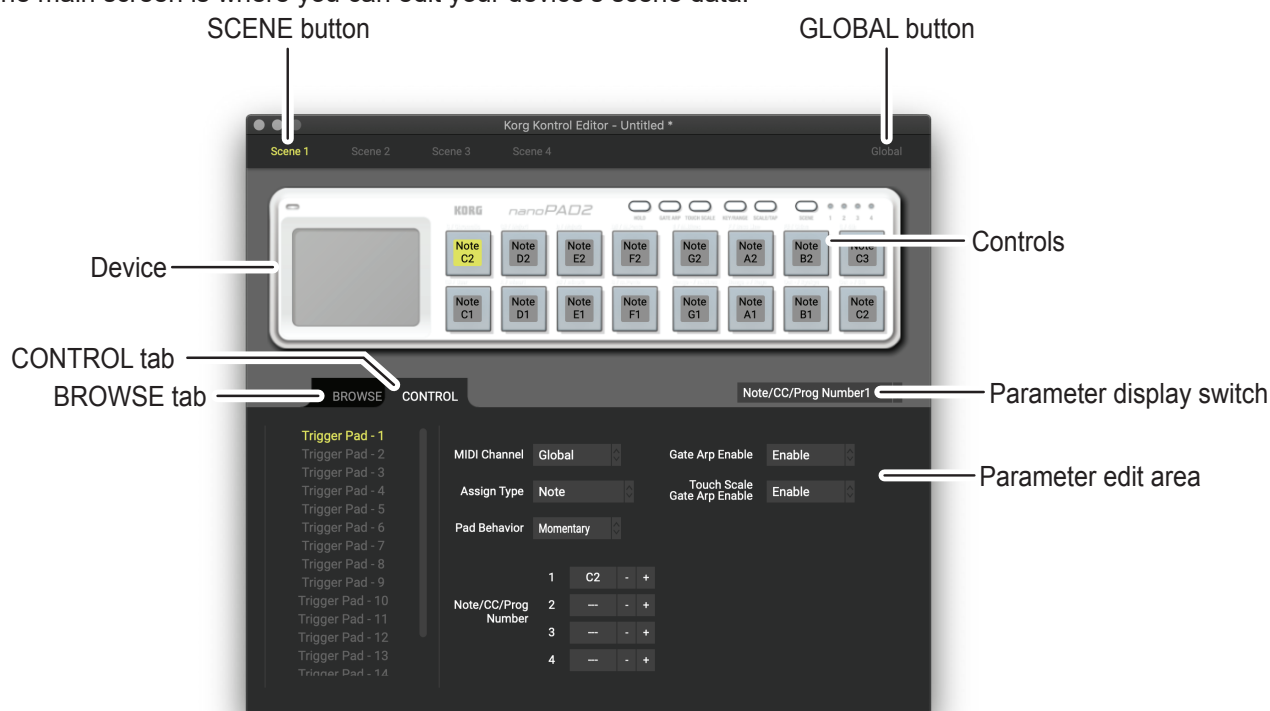 main screen is where you can edit your device's scene data.
SCENE button GLOBAL button
Korg Kontrol Editor - Untitled *
Scene 1 Scene 2 Scene 3 Scene 4 Global
KORG nanoPAD2
HOLD GATE ARP TOUCH SCALE KEY/RANGE SCALE/TAP SCENE 1 2 3 4
Note Note Note Note Note Note Note Note
C2 D2 E2 F2 G2 A2 B2 C3
Controls
Device
Note Note Note Note Note Note Note Note
C1 D1 E1 F1 G1 A1 B1 C2
CONTROL tab
BROWSE tab
BROWSE CONTROL
Note/CC/Prog Number1
Parameter display switch
Trigger Pad - 1
Trigger Pad - 2
Trigger Pad - 3
Trigger Pad - 4
Trigger Pad - 5
Trigger Pad - 6
Trigger Pad - 7
Trigger Pad - 8
Trigger Pad - 9
Trigger Pad - 10
Trigger Pad - 11
Trigger Pad - 12
Trigger Pad - 13
Trigger Pad - 14
MIDI Channel Global
Assign Type Note
Pad Behavior Momentary
Gate Arp Enable Enable
Touch Scale
Gate Arp Enable Enable
Parameter edit area
Note/CC/Prog
Number
1 C2 - +
2 --- - +
3 --- - +
4 --- - +